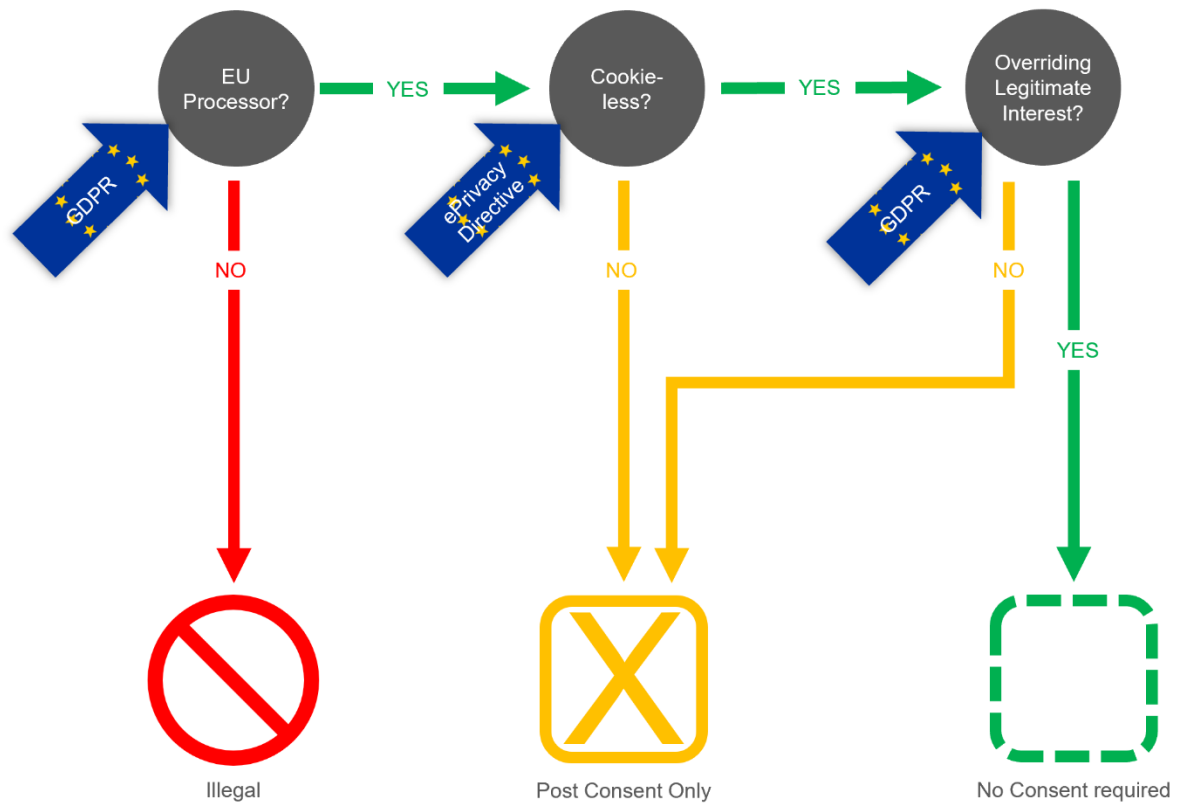 EU
Processor?
YES
Cookie-
less?
YES
Overriding
Legitimate
Interest?
GDPR
ePrivacy
Directive
GDPR
NO
NO
NO
YES
Illegal
Post Consent Only
No Consent required